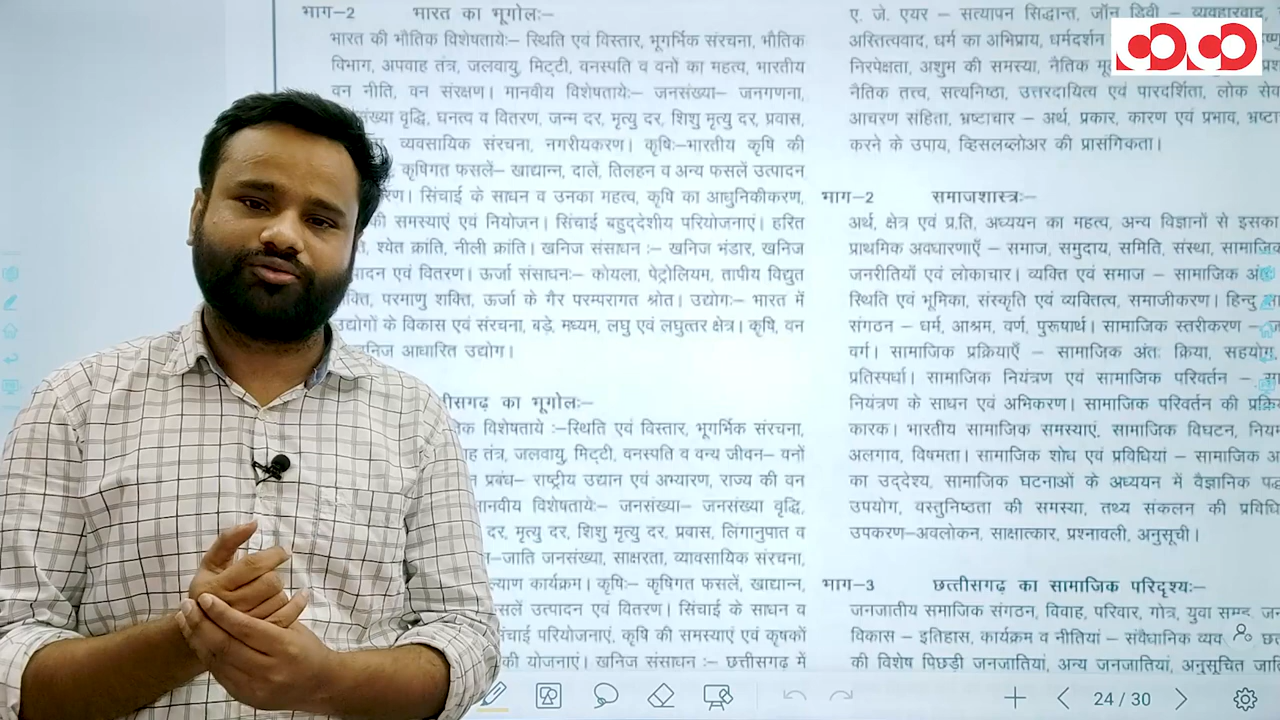 भाग–2 भारत का भूगोलः–
भारत की भौतिक विशेषतायेः– स्थिति एवं विस्तार, भूगर्भिक संरचना, भौतिक
विभाग, अपवाह तंत्र, जलवायु, मिट्टी, वनस्पति व वनों का महत्व, भारतीय
वन नीति, वन संरक्षण। मानवीय विशेषतायेः– जनसंख्या– जनगणना,
वृद्धि, घनत्व व वितरण, जन्म दर, मृत्यु दर, शिशु मृत्यु दर, प्रवास,
व्यवसायिक संरचना, नगरीयकरण। कृषिः–भारतीय कृषि की
कृषिगत फसलें– खाद्यान्न, दालें, तिलहन व अन्य फसलें उत्पादन
सिंचाई के साधन व उनका महत्व, कृषि का आधुनिकीकरण,
की समस्याएं एवं नियोजन। सिंचाई बहुद्देशीय परियोजनाएं। हरित
श्वेत क्रांति, नीली क्रांति। खनिज संसाधन :– खनिज भंडार, खनिज
एवं वितरण। ऊर्जा संसाधनः– कोयला, पेट्रोलियम, तापीय विद्युत
परमाणु शक्ति, ऊर्जा के गैर परम्परागत श्रोत। उद्योगः– भारत में
उद्योगों के विकास एवं संरचना, बड़े, मध्यम, लघु एवं लघुत्तर क्षेत्र। कृषि, वन
आधारित उद्योग।
का भूगोलः–
विशेषताये :–स्थिति एवं विस्तार, भूगर्भिक संरचना,
तंत्र, जलवायु, मिट्टी, वनस्पति व वन्य जीवन– वनों
प्रबंध– राष्ट्रीय उद्यान एवं अभ्यारण, राज्य की वन
विशेषतायेः– जनसंख्या– जनसंख्या वृद्धि,
दर, मृत्यु दर, शिशु मृत्यु दर, प्रवास, लिंगानुपात व
–जाति जनसंख्या, साक्षरता, व्यावसायिक संरचना,
कार्यक्रम। कृषिः– कृषिगत फसलें, खाद्यान्न,
उत्पादन एवं वितरण। सिंचाई के साधन व
परियोजनाएं, कृषि की समस्याएं एवं कृषकों
की योजनाएं। खनिज संसाधन :– छत्तीसगढ़ में
ए. जे. एयर – सत्यापन सिद्धान्त, जॉन डिवी – व्यवहारवाद,
अस्तित्ववाद, धर्म का अभिप्राय, धर्मदर्शन
निरपेक्षता, अशुभ की समस्या, नैतिक
नैतिक तत्त्व, सत्यनिष्ठा, उत्तरदायित्व एवं पारदर्शिता, लोक
आचरण संहिता, भ्रष्टाचार – अर्थ, प्रकार, कारण एवं प्रभाव,
करने के उपाय, व्हिसलब्लोअर की प्रासंगिकता।
भाग–2 समाजशास्त्रः–
अर्थ, क्षेत्र एवं प्र.ति, अध्ययन का महत्व, अन्य विज्ञानों से
प्राथमिक अवधारणाएँ – समाज, समुदाय, समिति, संस्था,
जनरीतियाँ एवं लोकाचार। व्यक्ति एवं समाज – सामाजिक
स्थिति एवं भूमिका, संस्कृति एवं व्यक्तित्व, समाजीकरण। हिन्दु
संगठन – धर्म, आश्रम, वर्ण, पुरूषार्थ। सामाजिक स्तरीकरण –
वर्ग। सामाजिक प्रक्रियाएँ – सामाजिक अंतः क्रिया, सहयोग,
प्रतिस्पर्धा। सामाजिक नियंत्रण एवं सामाजिक परिवर्तन –
नियंत्रण के साधन एवं अभिकरण। सामाजिक परिवर्तन की
कारक। भारतीय सामाजिक समस्याएं, सामाजिक विघटन,
अलगाव, विषमता। सामाजिक शोध एवं प्रविधियां – सामाजिक
का उद्देश्य, सामाजिक घटनाओं के अध्ययन में वैज्ञानिक
उपयोग, वस्तुनिष्ठता की समस्या, तथ्य संकलन की
उपकरण–अवलोकन, साक्षात्कार, प्रश्नावली, अनुसूची।
भाग–3 छत्तीसगढ़ का सामाजिक परिदृश्यः–
जनजातीय सामाजिक संगठन, विवाह, परिवार, गोत्र, युवा
विकास – इतिहास, कार्यक्रम व नीतियां – संवैधानिक
की विशेष पिछड़ी जनजातियां, अन्य जनजातियां, अनुसूचित
24 / 30